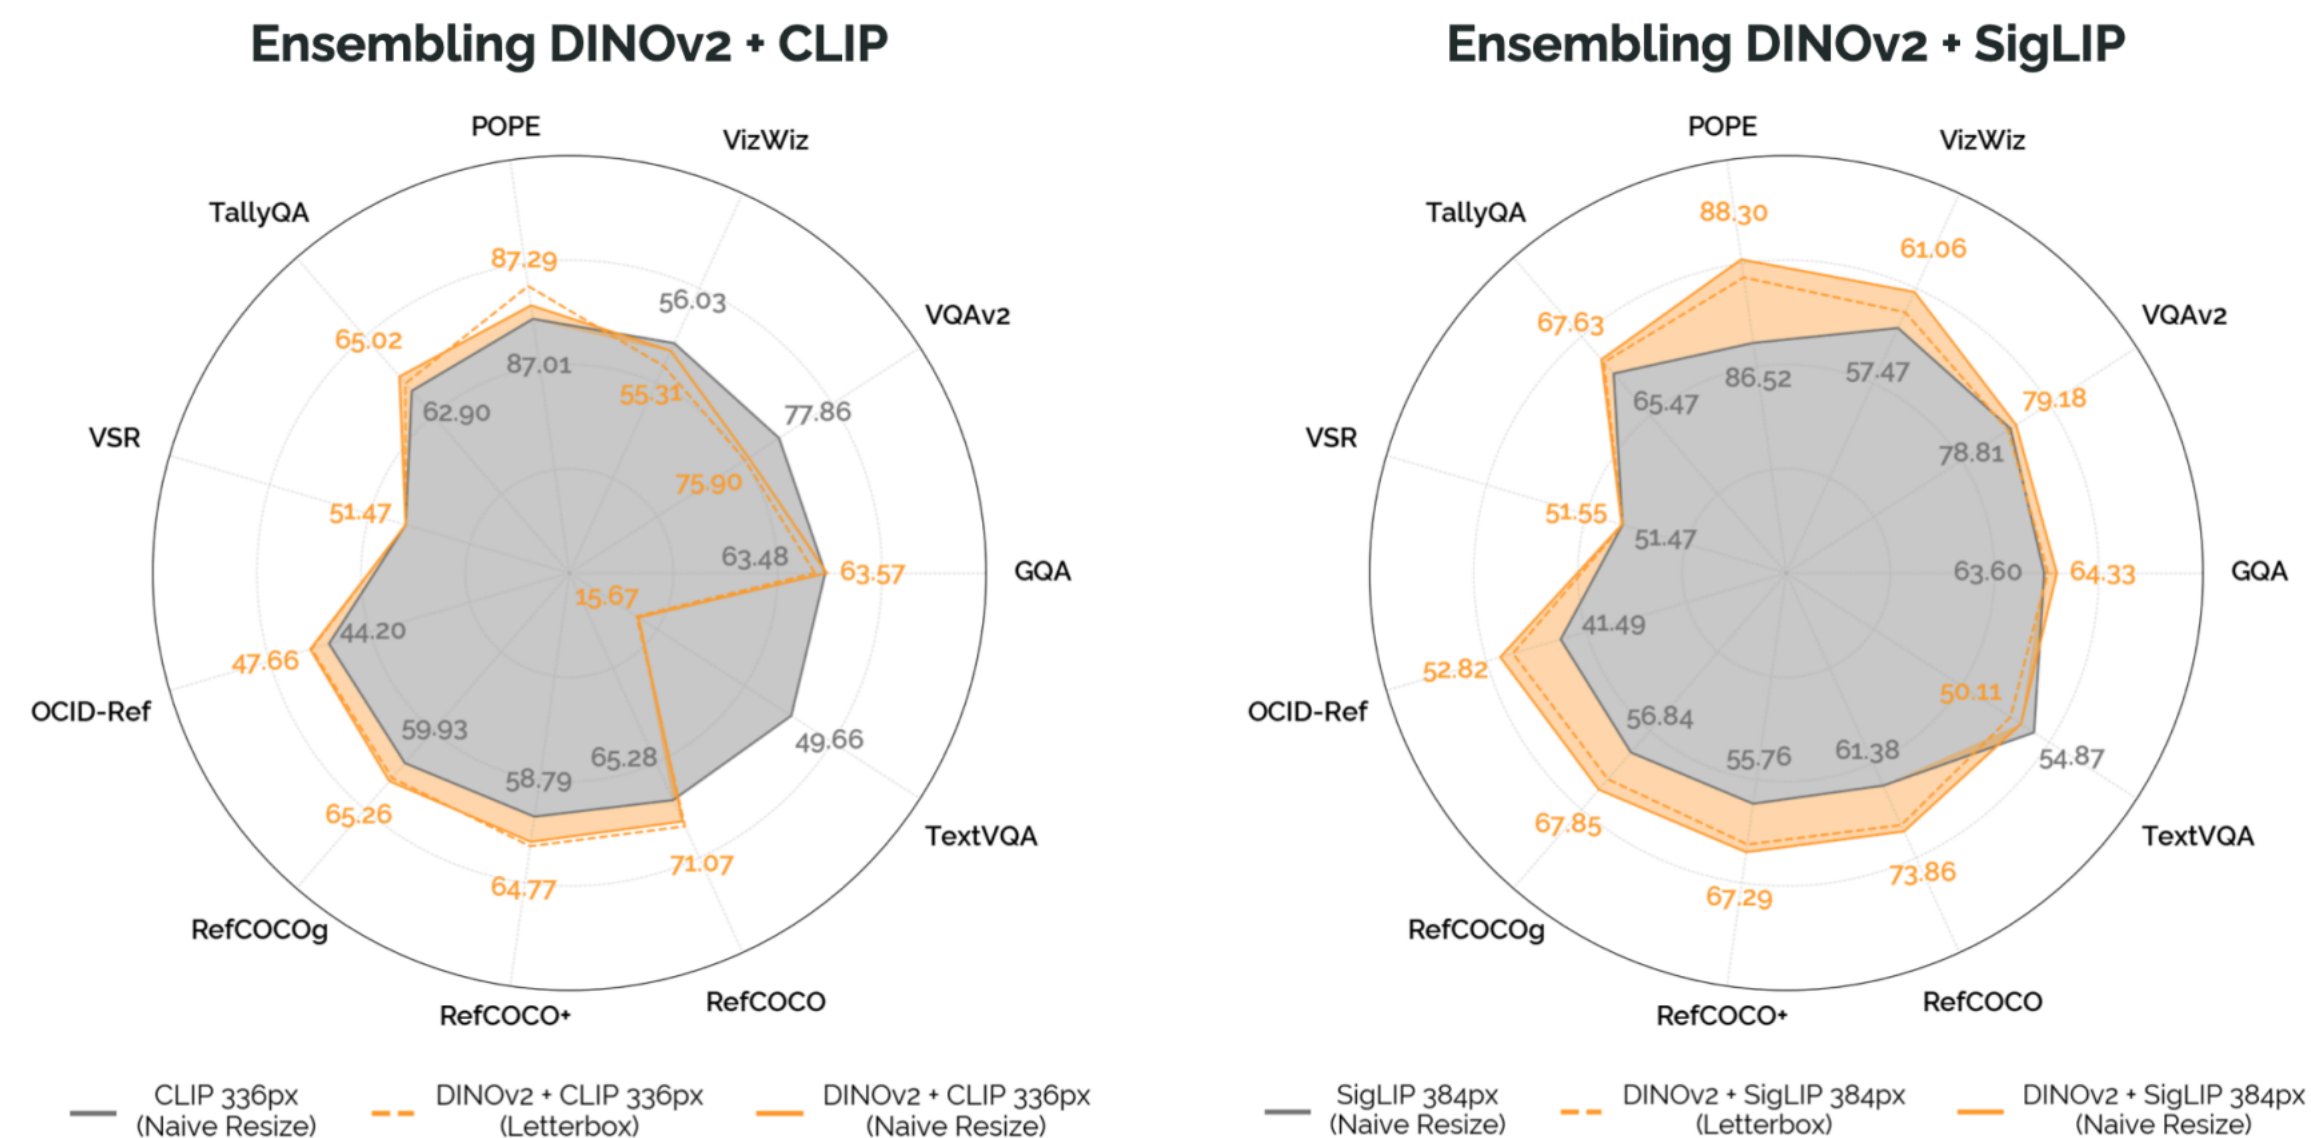 Ensembling DINOv2 + CLIP
POPE
VizWiz
TallyQA
VQAv2
VSR
GQA
OCID-Ref
TextVQA
RefCOCOg
RefCOCO+
RefCOCO
87.29
56.03
65.02
87.01
55.31
62.90
77.86
75.90
51.47
63.48
63.57
15.67
44.20
47.66
59.93
65.28
49.66
58.79
65.26
71.07
64.77
CLIP 336px
(Naive Resize)
DINOv2 + CLIP 336px
(Letterbox)
DINOv2 + CLIP 336px
(Naive Resize)
Ensembling DINOv2 + SigLIP
POPE
VizWiz
TallyQA
VQAv2
VSR
GQA
OCID-Ref
TextVQA
RefCOCOg
RefCOCO+
RefCOCO
88.30
61.06
67.63
86.52
57.47
65.47
79.18
78.81
51.55
51.47
63.60
64.33
41.49
52.82
50.11
56.84
55.76
61.38
54.87
67.85
73.86
67.29
SigLIP 384px
(Naive Resize)
DINOv2 + SigLIP 384px
(Letterbox)
DINOv2 + SigLIP 384px
(Naive Resize)